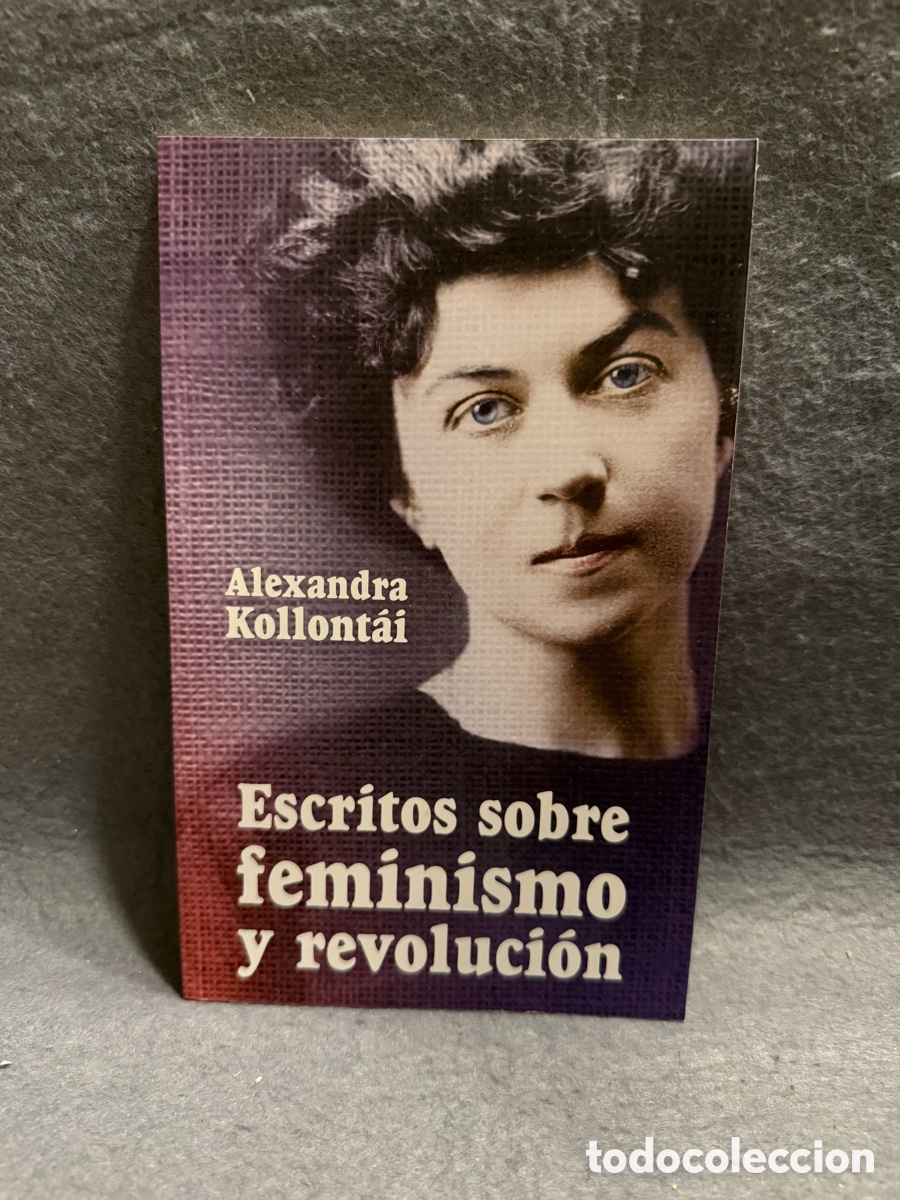 Alexandra
Kollontái
Escritos sobre
feminismo
y revolución
todocoleccion